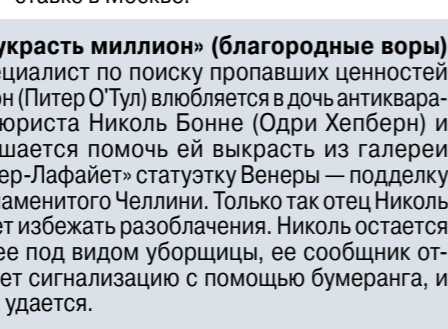 ставке в Москве.
украсть миллион» (благородные воры)
ециалист по поиску пропавших ценностей
он (Питер О'Тул) влюбляется в дочь антиквара-
юриста Николь Бонне (Одри Хепберн) и
шается помочь ей выкрасть из галереи
ер-Лафайет» статуэтку Венеры — подделку
аменитого Челлини. Только так отец Николь
ет избежать разоблачения. Николь остается
ее под видом уборщицы, ее сообщник от-
ет сигнализацию с помощью бумеранга, и
удается.